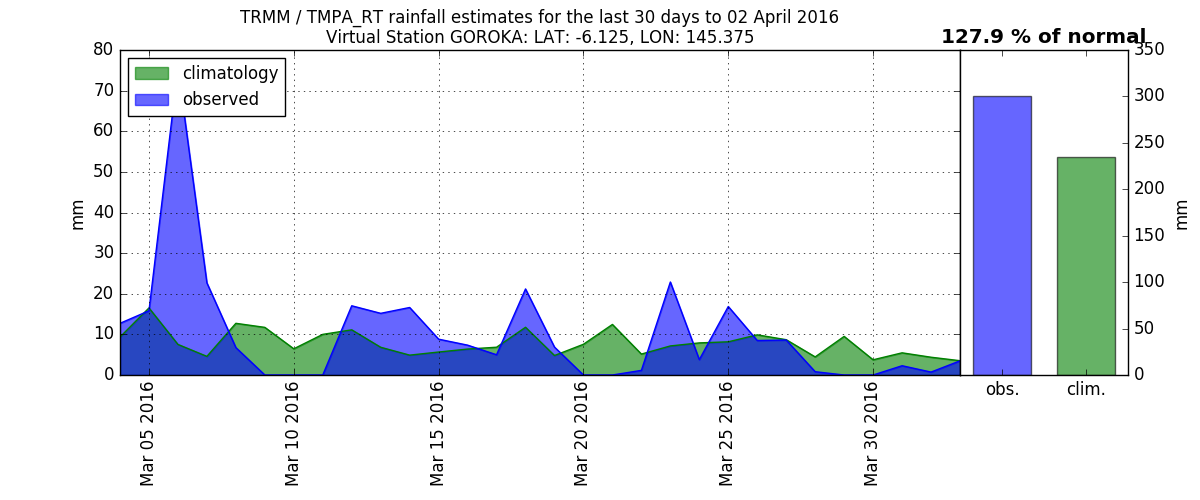 TRMM / TMPA_RT rainfall estimates for the last 30 days to 02 April 2016
Virtual Station GOROKA: LAT: -6.125, LON: 145.375
127.9 % of normal
climatology
observed
80
70
60
50
40
30
20
10
0
mm
Mar 05 2016
Mar 10 2016
Mar 15 2016
Mar 20 2016
Mar 25 2016
Mar 30 2016
350
300
250
200
150
100
50
0
mm
obs.
clim.